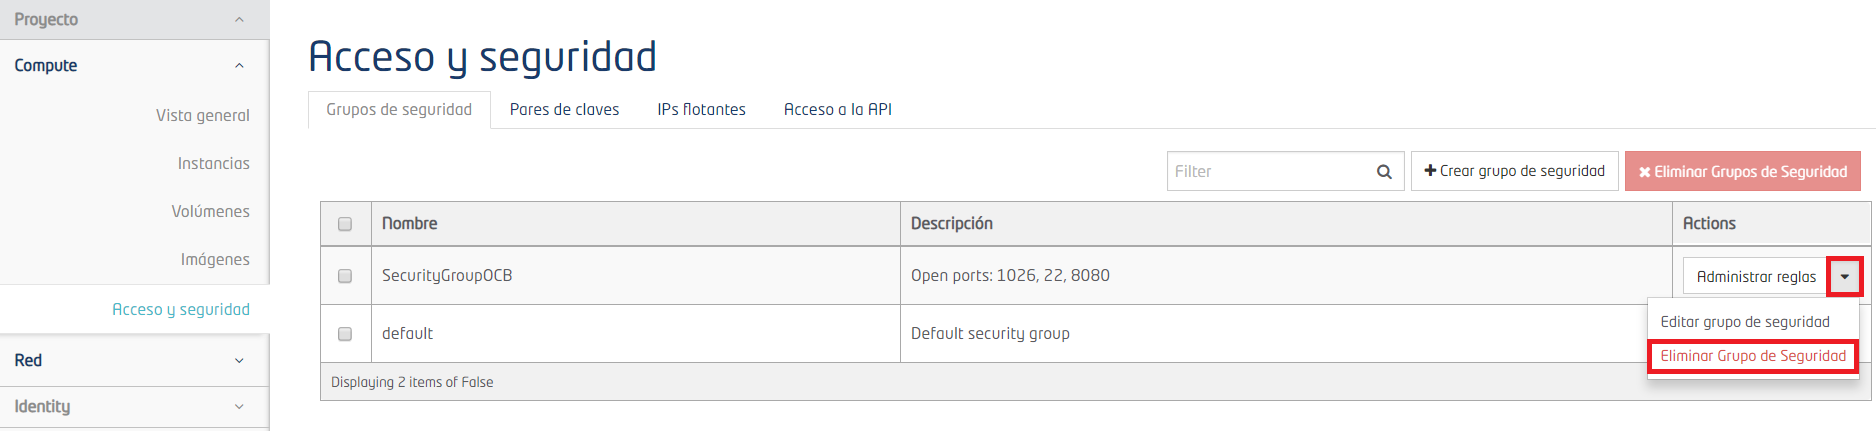 Proyecto
Compute
Vista general
Instancias
Volúmenes
Imágenes
Acceso y seguridad
Red
Identity
Acceso y seguridad
Grupos de seguridad Pares de claves IPs flotantes Acceso a la API
Filter Crear grupo de seguridad Eliminar Grupos de Seguridad
Nombre Descripción Actions
SecurityGroupOCB Open ports: 1026, 22, 8080 Administrar reglas
Editar grupo de seguridad
default Default security group
Eliminar Grupo de Seguridad
Displaying 2 items of False